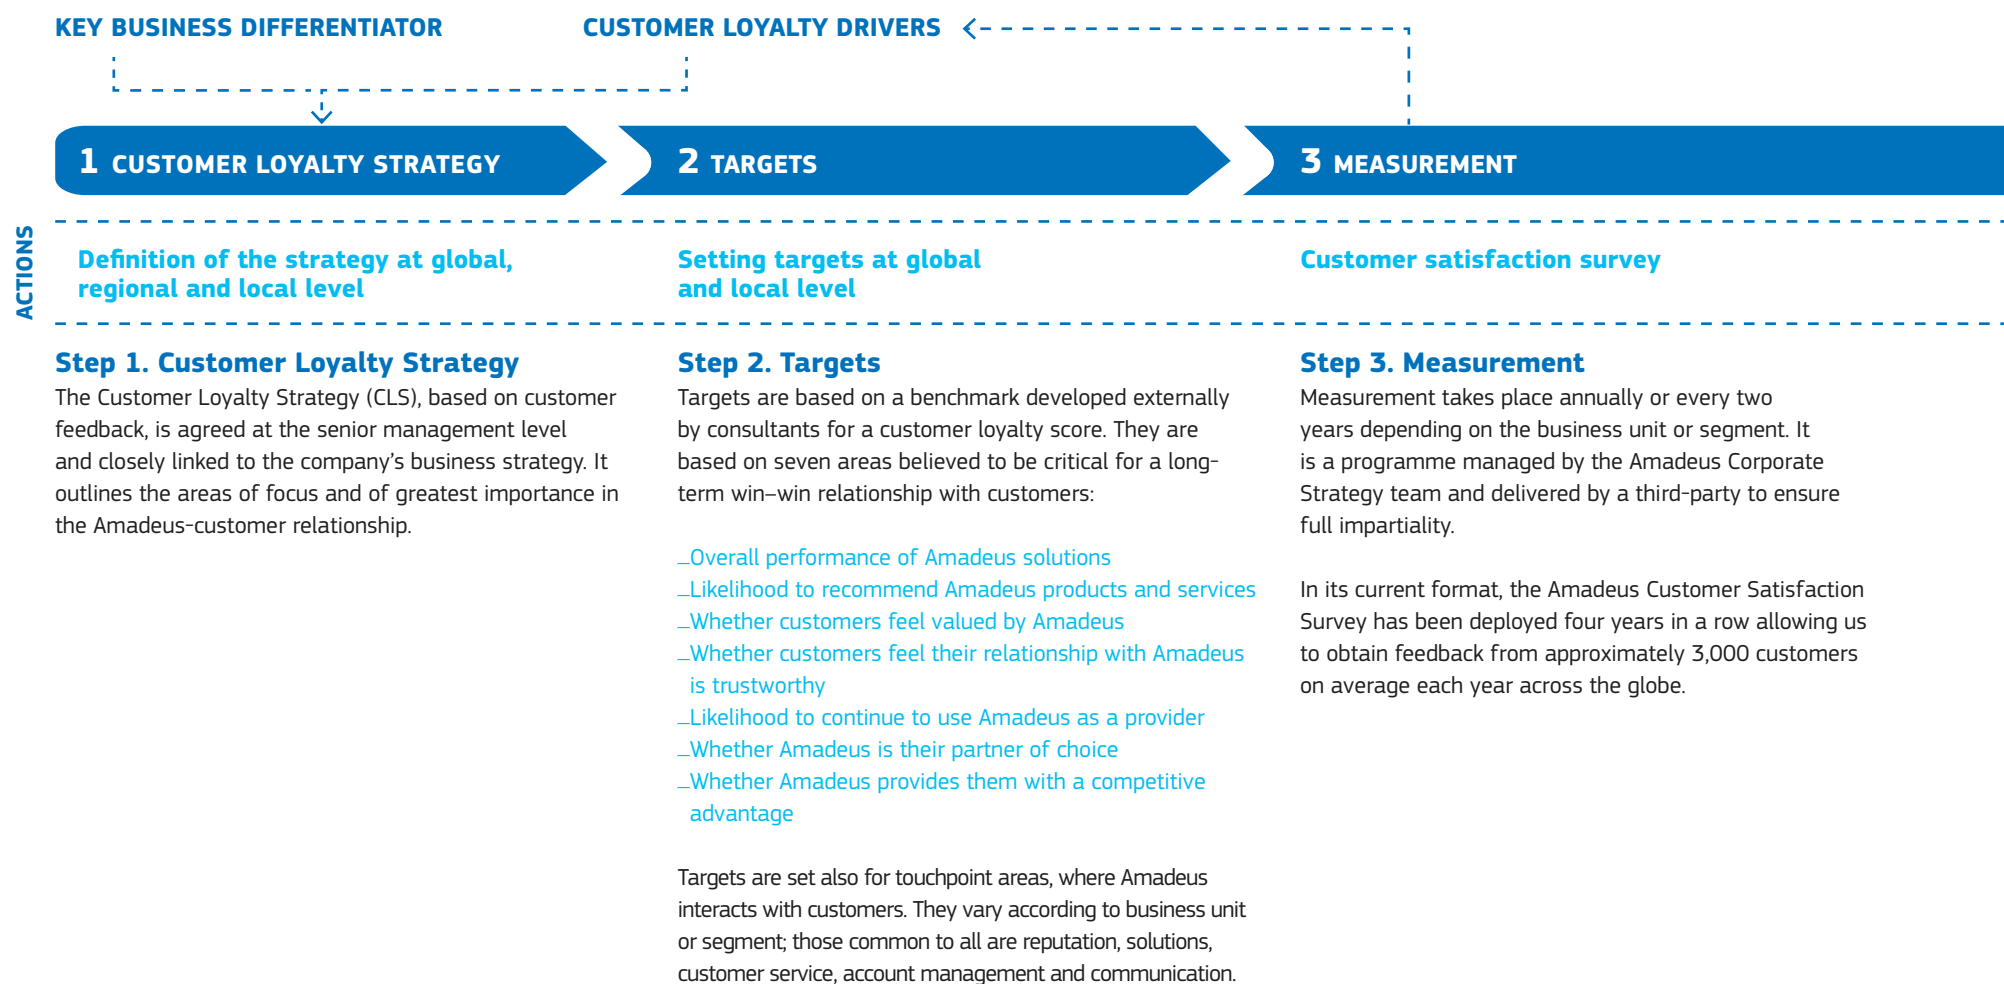 KEY BUSINESS DIFFERENTIATOR
CUSTOMER LOYALTY DRIVERS
1 CUSTOMER LOYALTY STRATEGY
2 TARGETS
3 MEASUREMENT
ACTIONS
Definition of the strategy at global,
regional and local level
Setting targets at global
and local level
Customer satisfaction survey
Step 1. Customer Loyalty Strategy
The Customer Loyalty Strategy (CLS), based on customer
feedback, is agreed at the senior management level
and closely linked to the company’s business strategy. It
outlines the areas of focus and of greatest importance in
the Amadeus-customer relationship.
Step 2. Targets
Targets are based on a benchmark developed externally
by consultants for a customer loyalty score. They are
based on seven areas believed to be critical for a long-
term win–win relationship with customers:
_Overall performance of Amadeus solutions
_Likelihood to recommend Amadeus products and services
_Whether customers feel valued by Amadeus
_Whether customers feel their relationship with Amadeus
is trustworthy
_Likelihood to continue to use Amadeus as a provider
_Whether Amadeus is their partner of choice
_Whether Amadeus provides them with a competitive
advantage
Targets are set also for touchpoint areas, where Amadeus
interacts with customers. They vary according to business unit
or segment; those common to all are reputation, solutions,
customer service, account management and communication.
Step 3. Measurement
Measurement takes place annually or every two
years depending on the business unit or segment. It
is a programme managed by the Amadeus Corporate
Strategy team and delivered by a third-party to ensure
full impartiality.
In its current format, the Amadeus Customer Satisfaction
Survey has been deployed four years in a row allowing us
to obtain feedback from approximately 3,000 customers
on average each year across the globe.